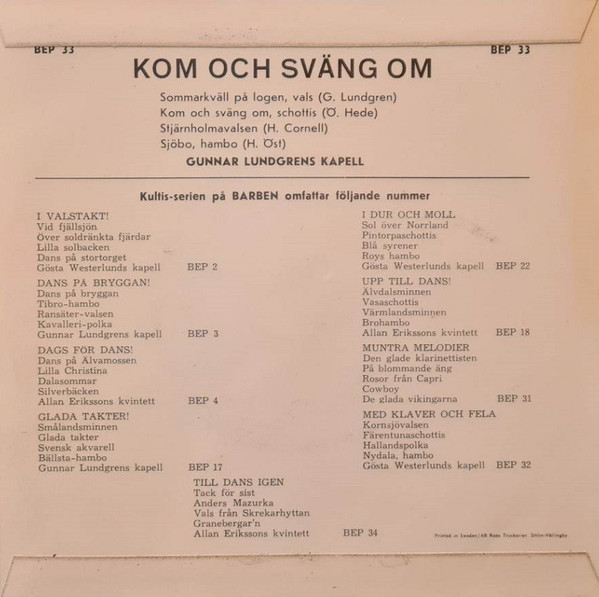 BEP 33
BEP 33
KOM OCH SVÄNG OM
Sommarkväll på logen, vals (G. Lundgren)
Kom och sväng om, schottis (Ö. Hede)
Stjärnholmavalsen (H. Cornell)
Sjöbo, hambo (H. Öst)
GUNNAR LUNDGRENS KAPELL
Kultis-serien på BARBEN omfattar följande nummer
I VALSTAKT!
Vid fjällsjön
Över soldränkta fjärdar
Lilla solbacken
Dans på stortorget
Gösta Westerlunds kapell BEP 2
DANS PÅ BRYGGAN!
Dans på bryggan
Tibro-hambo
Ransäter-valsen
Kavalleri-polka
Gunnar Lundgrens kapell BEP 3
DAGS FÖR DANS!
Dans på Älvamossen
Lilla Christina
Dalasommar
Silverbäcken
Allan Erikssons kvintett BEP 4
GLADA TAKTER!
Smålandsminnen
Glada takter
Svensk akvarell
Bällsta-hambo
Gunnar Lundgrens kapell BEP 17
I DUR OCH MOLL
Sol över Norrland
Pintorpaschottis
Blå syrener
Roys hambo
Gösta Westerlunds kapell BEP 22
UPP TILL DANS!
Älvdalsminnen
Vasaschottis
Värmlandsminnen
Brohambo
Allan Erikssons kvintett BEP 18
MUNTRA MELODIER
Den glade klarinettisten
På blommande äng
Rosor från Capri
Cowboy
De glada vikingarna BEP 31
MED KLAVER OCH FELA
Kornsjövalsen
Färentunaschottis
Hallandspolka
Nydala, hambo
Gösta Westerlunds kapell BEP 32
TILL DANS IGEN
Tack för sist
Anders Mazurka
Vals från Skrekarhyttan
Granebergar'n
Allan Erikssons kvintett BEP 34
Printed in Sweden/AB Roos Tryckerier, Sthlm-Hällingby